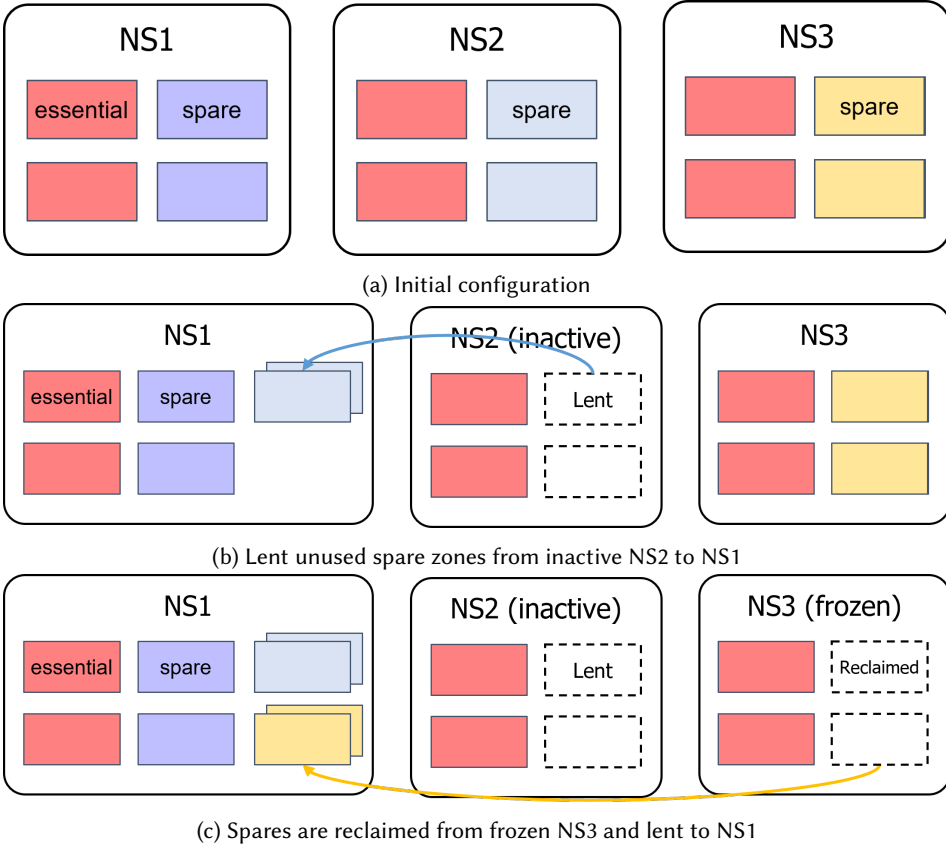 NS1
NS2
NS3
essential
spare
spare
spare
(a) Initial configuration
NS1
NS2 (inactive)
NS3
essential
spare
Lent
(b) Lent unused spare zones from inactive NS2 to NS1
NS1
NS2 (inactive)
NS3 (frozen)
essential
spare
Lent
Reclaimed
(c) Spares are reclaimed from frozen NS3 and lent to NS1